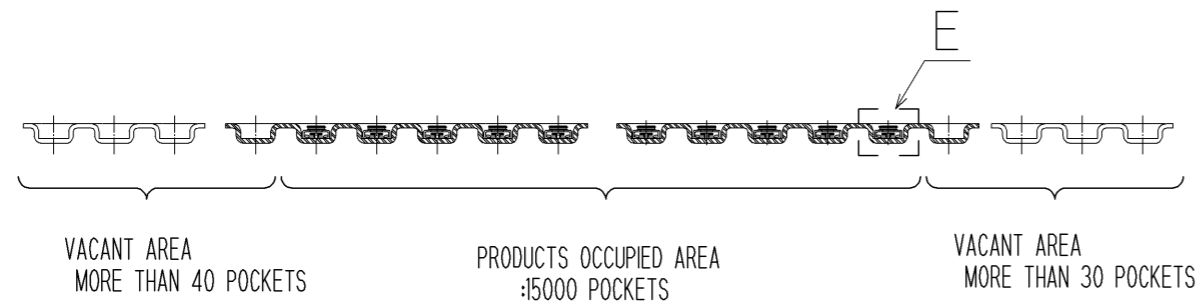 E
VACANT AREA
MORE THAN 40 POCKETS
PRODUCTS OCCUPIED AREA
:15000 POCKETS
VACANT AREA
MORE THAN 30 POCKETS